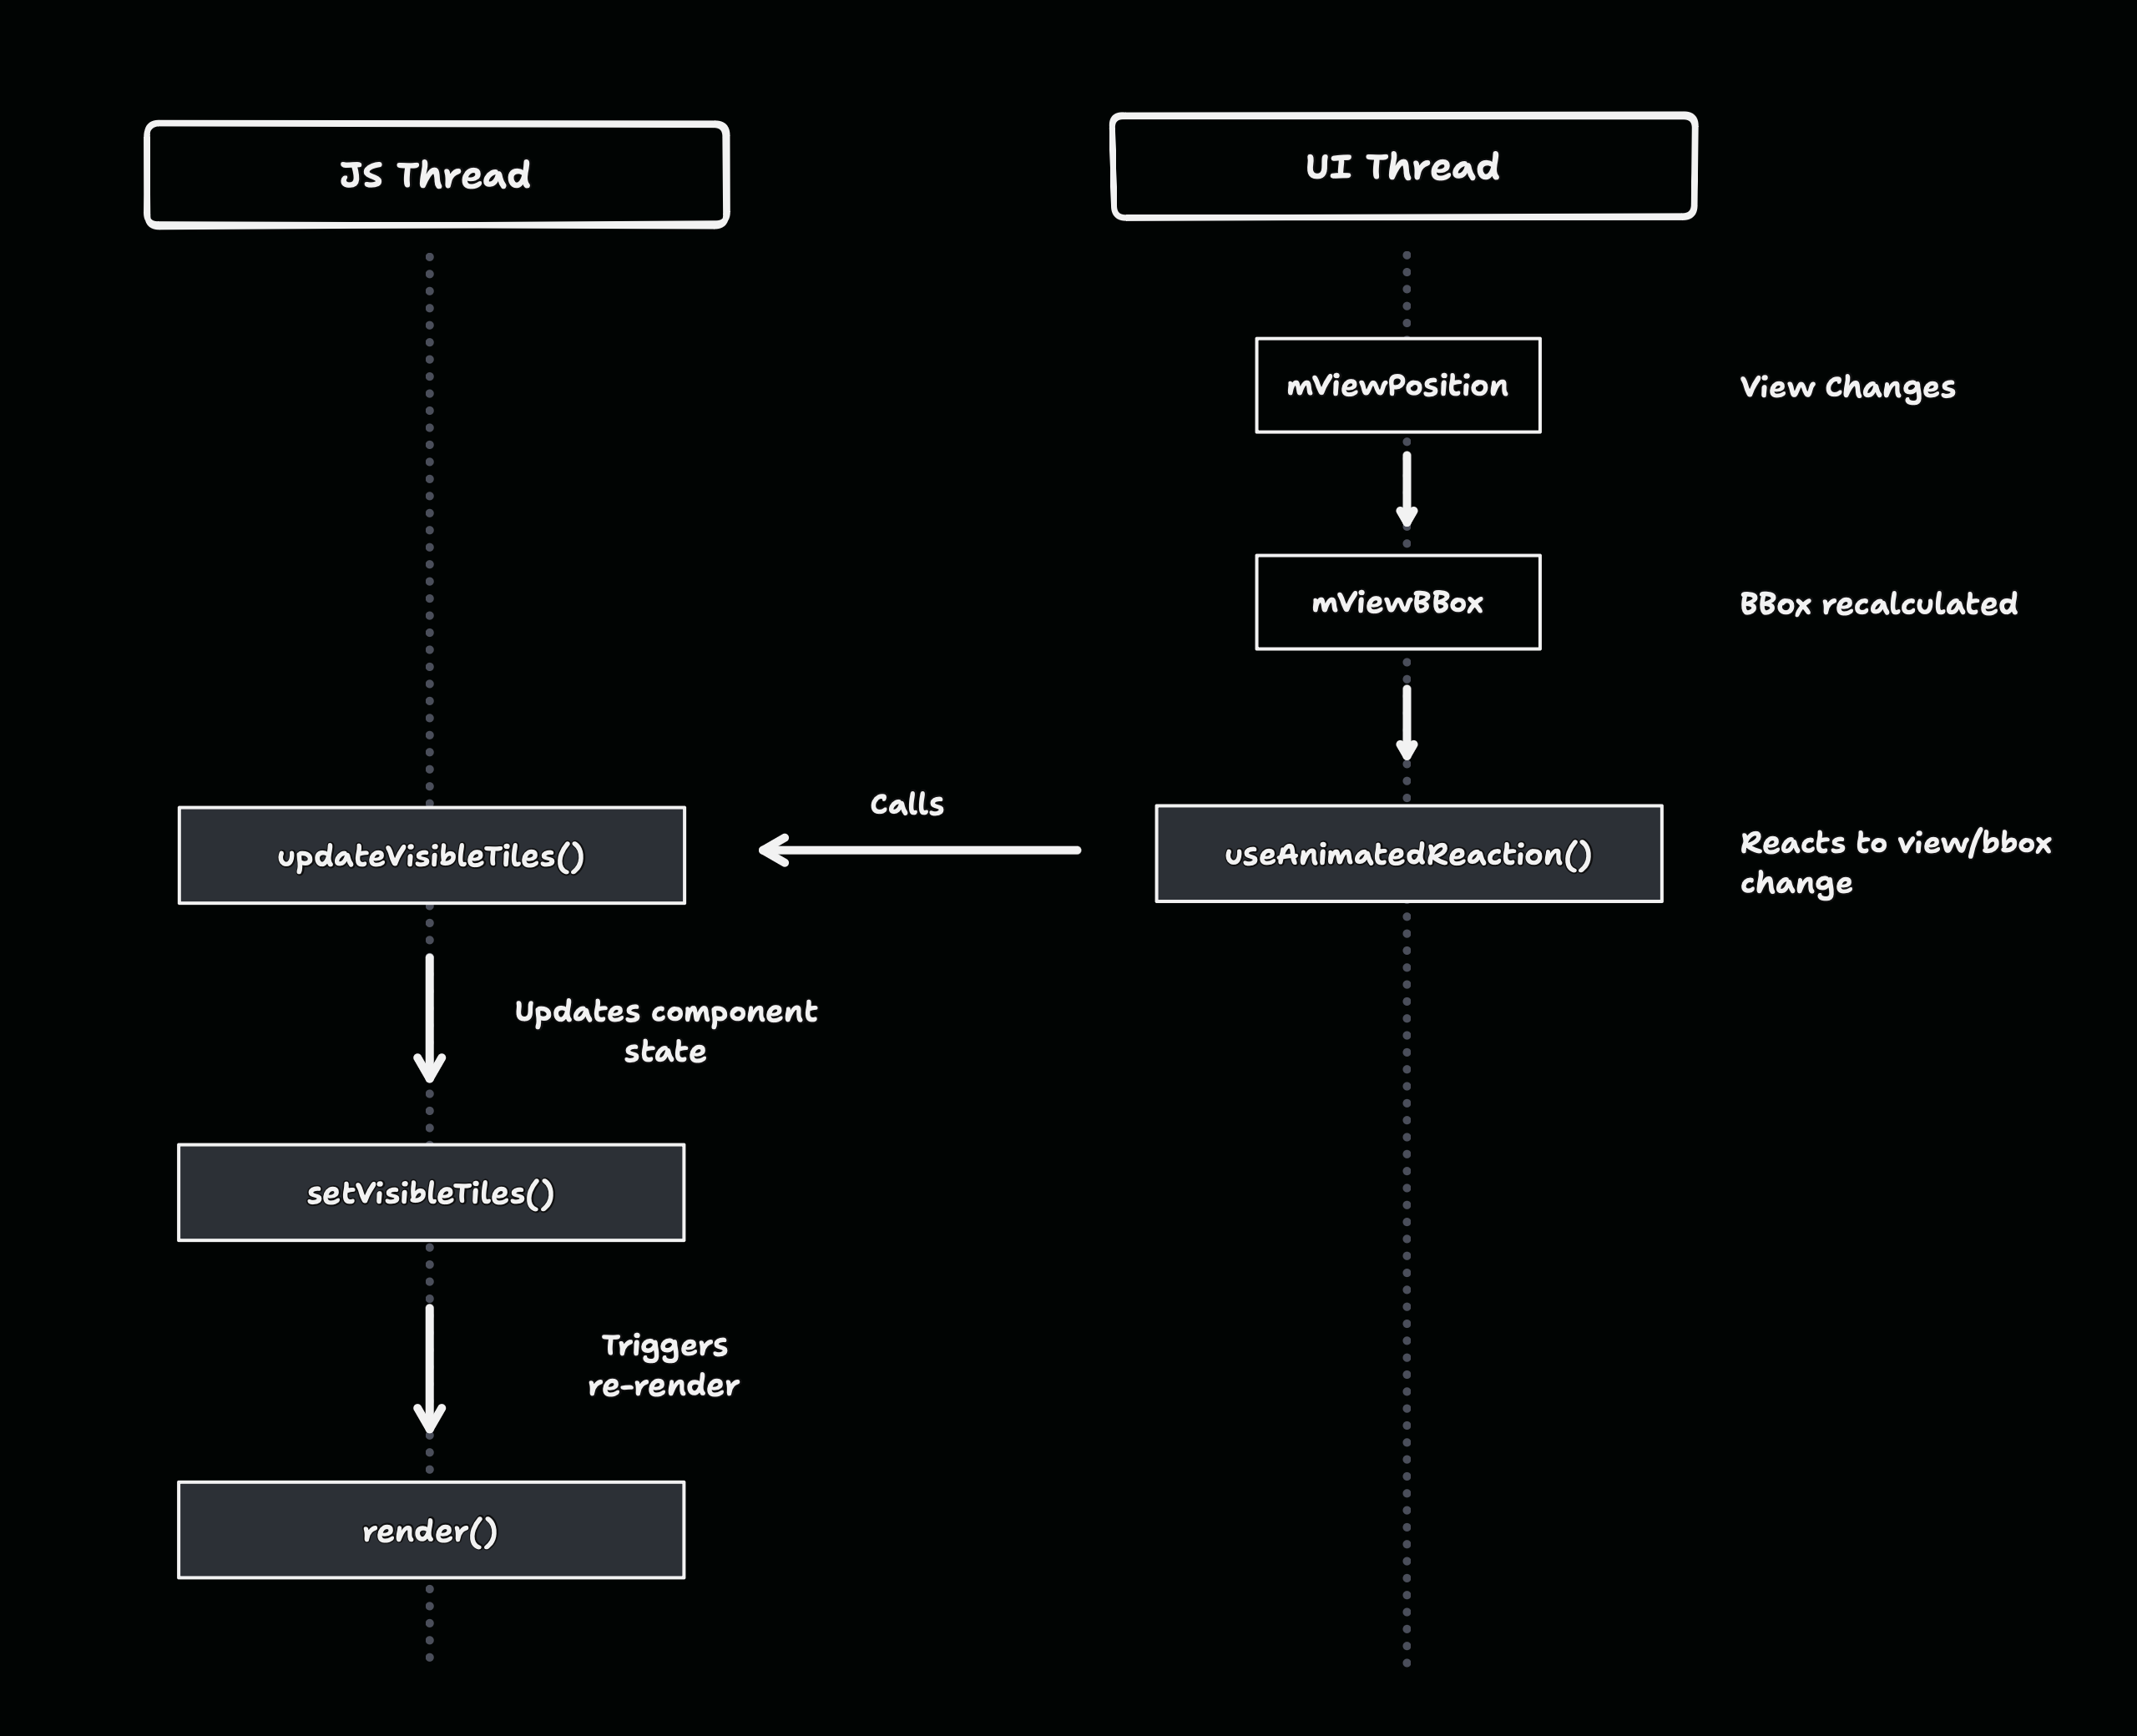 JS Thread
UI Thread
mViewPosition
View Changes
mViewBBox
BBox recalculated
Calls
updateVisibleTiles()
useAnimatedReaction()
Reacts to view/bbox
change
Updates component
state
setVisibleTiles()
Triggers
re-render
render()